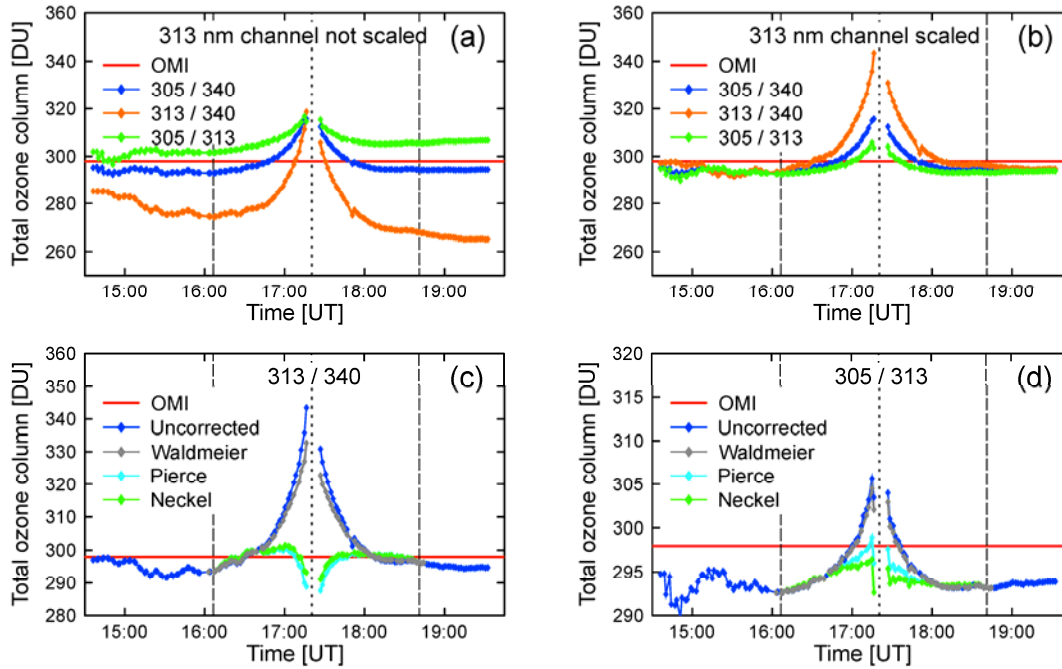 360
340
320
300
280
260
Total ozone column [DU]
313 nm channel not scaled
(a)
OMI
305 / 340
313 / 340
305 / 313
15:00
16:00
17:00
18:00
19:00
Time [UT]
360
340
320
300
280
260
Total ozone column [DU]
313 nm channel scaled
(b)
OMI
305 / 340
313 / 340
305 / 313
15:00
16:00
17:00
18:00
19:00
Time [UT]
360
350
340
330
320
310
300
290
280
Total ozone column [DU]
313 / 340
(c)
OMI
Uncorrected
Waldmeier
Pierce
Neckel
15:00
16:00
17:00
18:00
19:00
Time [UT]
320
315
310
305
300
295
290
Total ozone column [DU]
305 / 313
(d)
OMI
Uncorrected
Waldmeier
Pierce
Neckel
15:00
16:00
17:00
18:00
19:00
Time [UT]